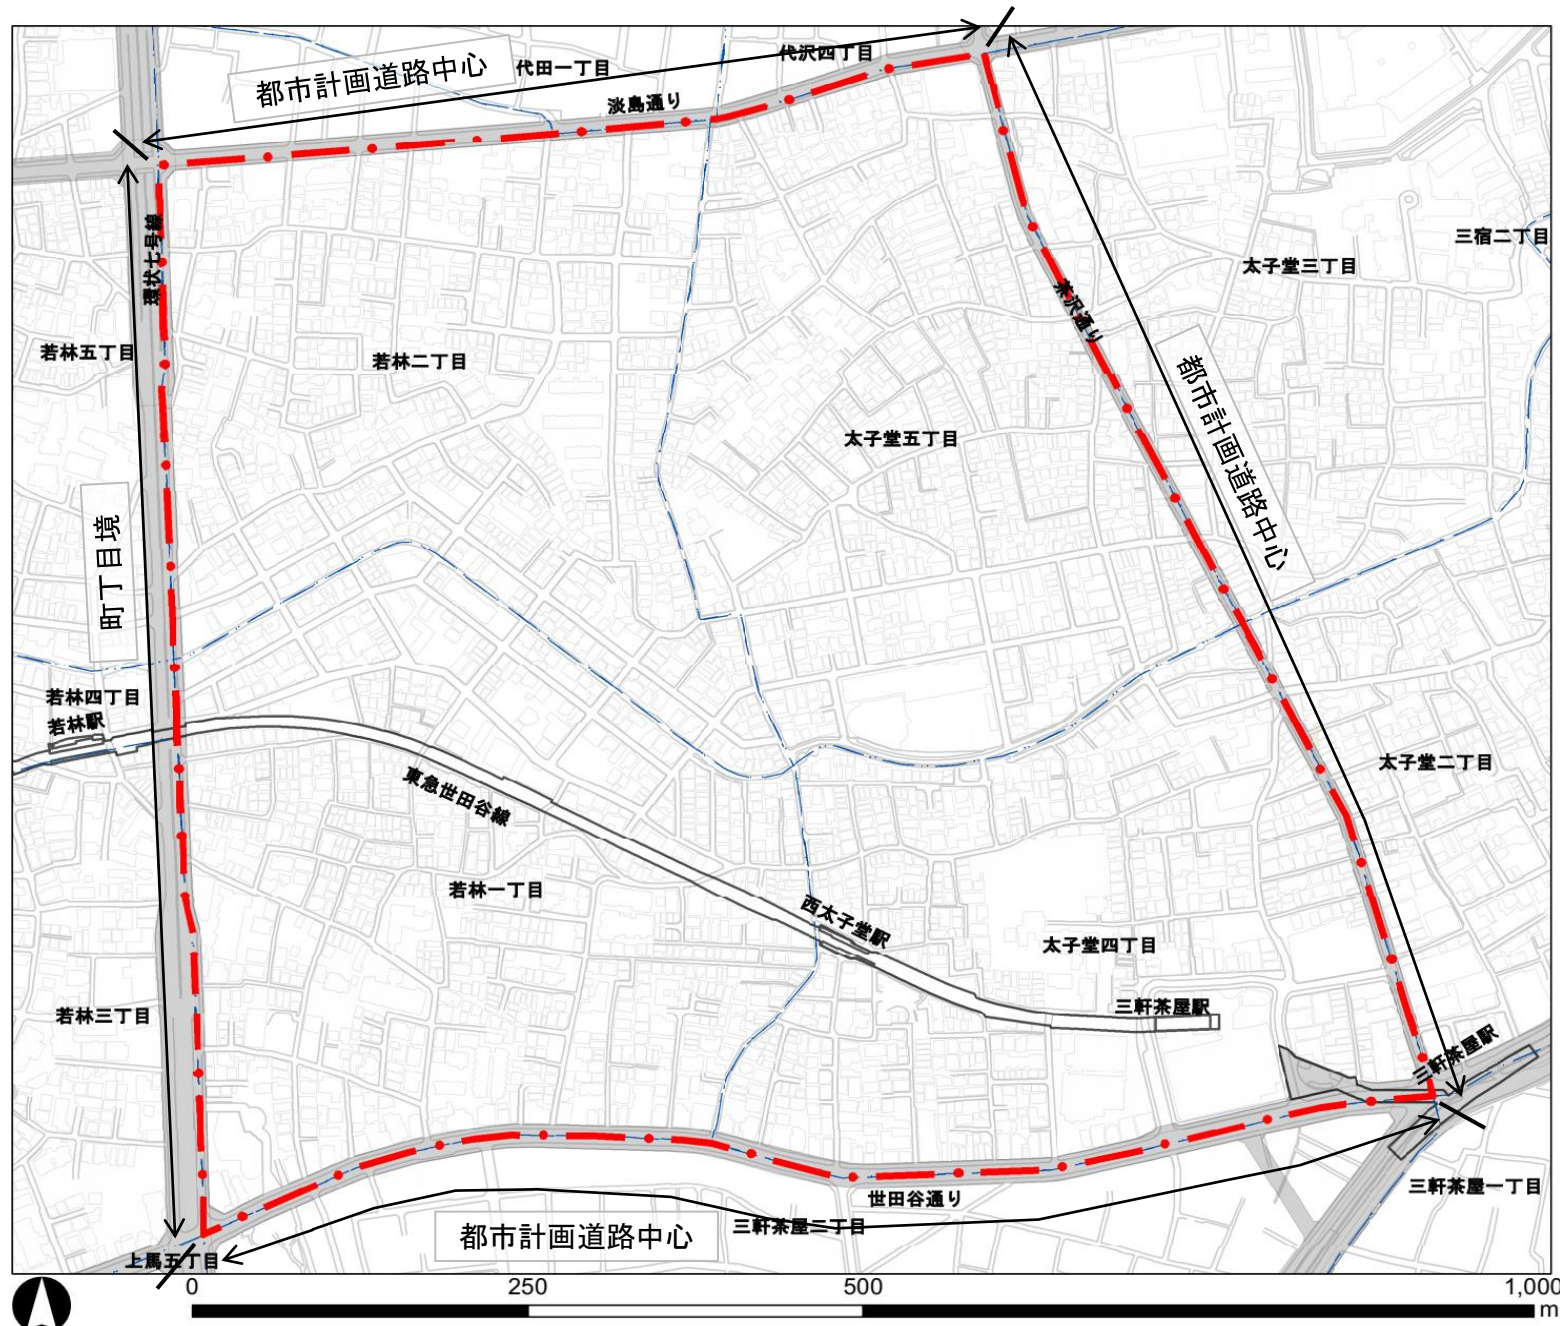 都市計画道路中心
代田一丁目
代沢四丁目
淡島通り
環状七号線
三宿二丁目
太子堂三丁目
茶沢通り
若林五丁目
若林二丁目
都市計画道路中心
太子堂五丁目
町丁目境
若林四丁目
若林駅
東急世田谷線
太子堂二丁目
若林一丁目
西太子堂駅
太子堂四丁目
三軒茶屋駅
若林三丁目
三軒茶屋駅
世田谷通り
三軒茶屋一丁目
都市計画道路中心
三軒茶屋二丁目
上馬五丁目
0 250 500 1,000
m